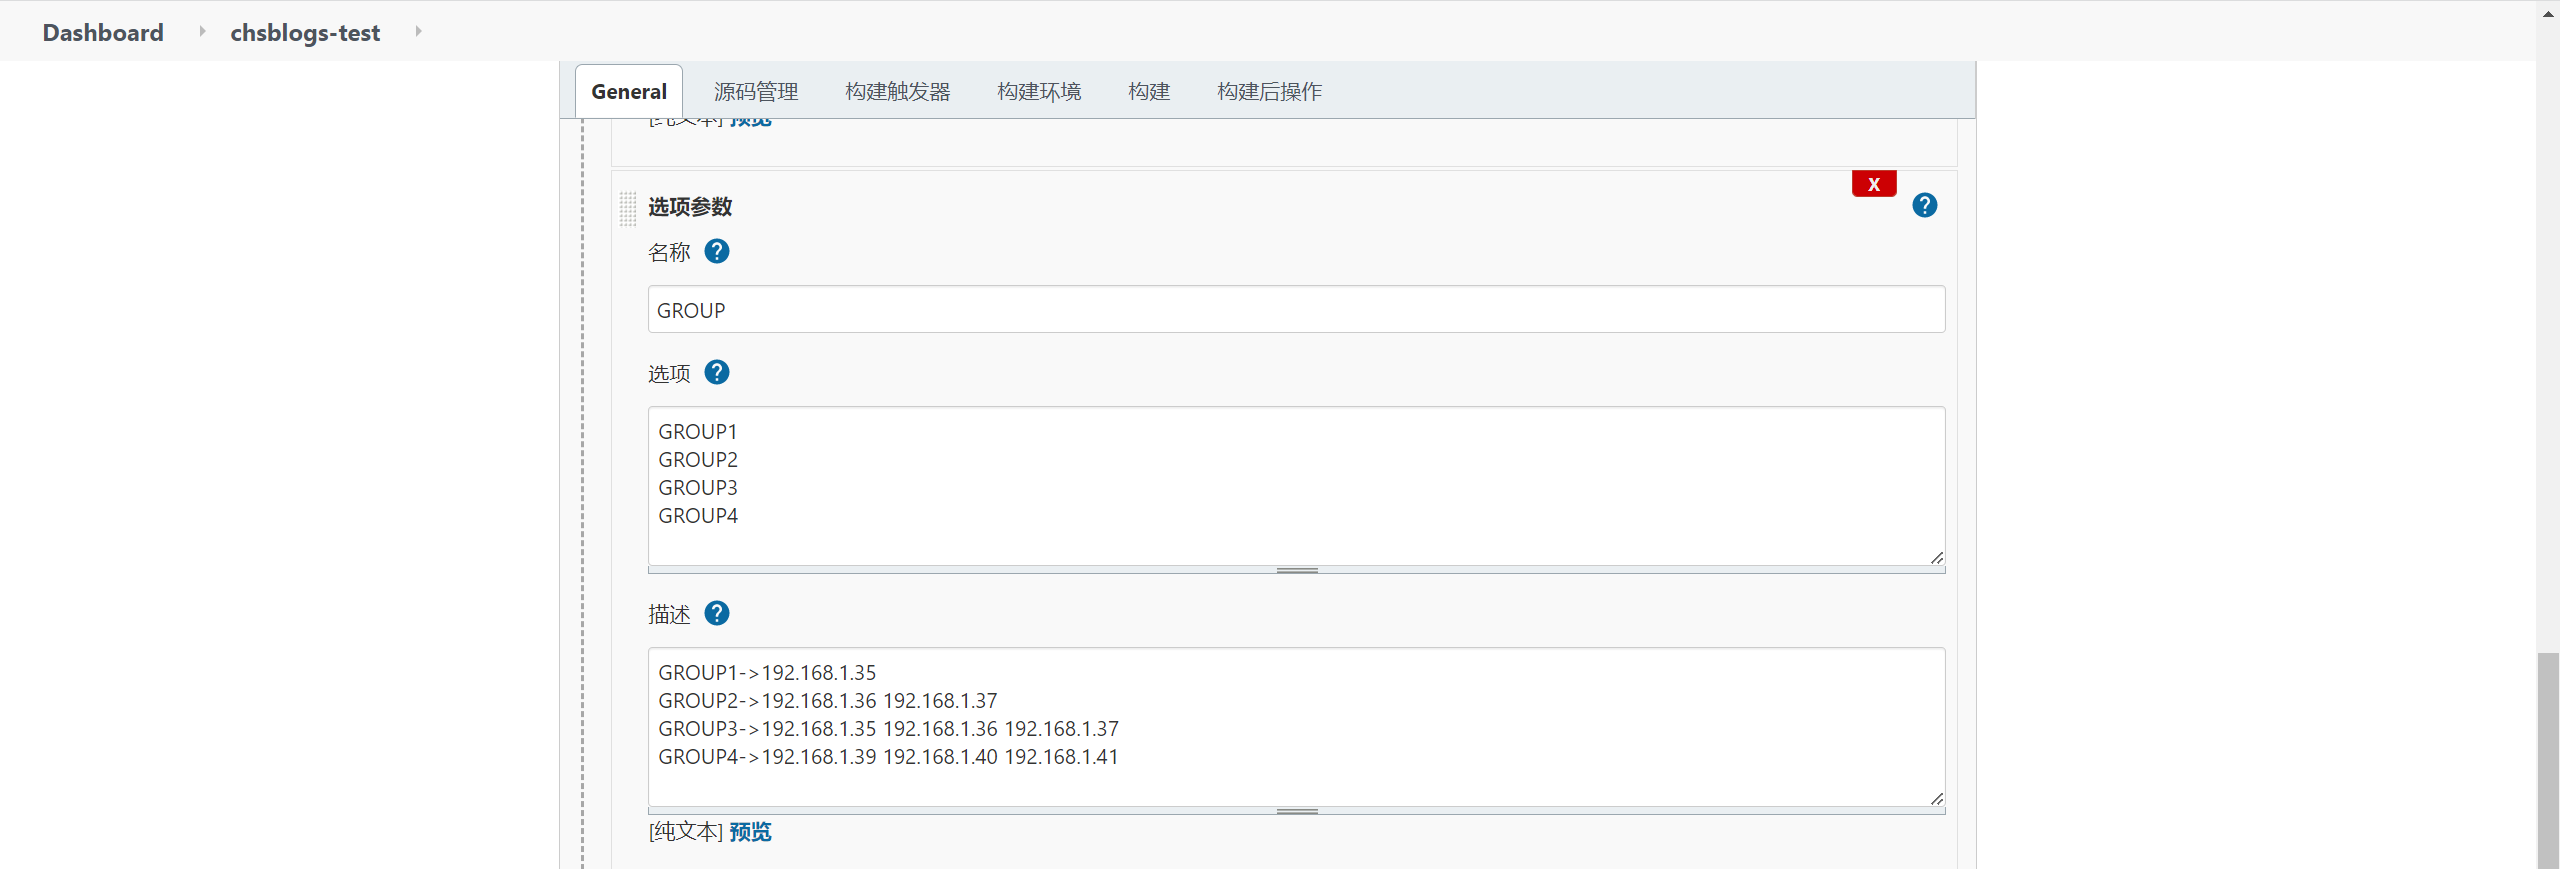 Dashboard chsblogs-test
General 源码管理 构建触发器 构建环境 构建 构建后操作
[纯文本] 预览
X
选项参数
名称
GROUP
选项
GROUP1
GROUP2
GROUP3
GROUP4
描述
GROUP1->192.168.1.35
GROUP2->192.168.1.36 192.168.1.37
GROUP3->192.168.1.35 192.168.1.36 192.168.1.37
GROUP4->192.168.1.39 192.168.1.40 192.168.1.41
[纯文本] 预览